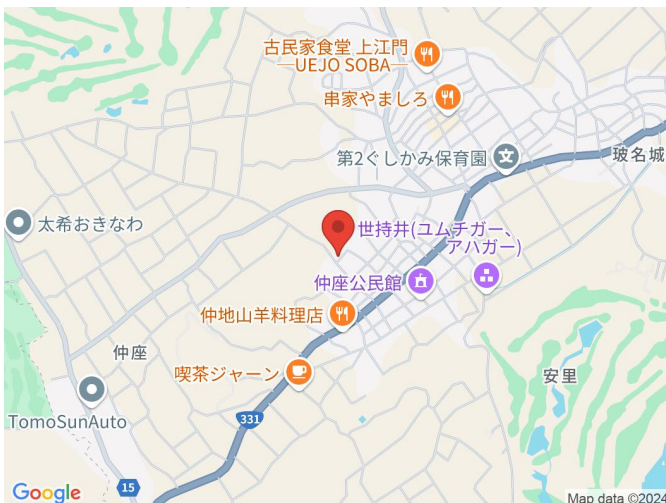 古民家食堂 上江門
—UEJO SOBA—
串家やましろ
第2ぐしかみ保育園
玻名城
太希おきなわ
世持井(ユムチガー、
アハガー)
仲座公民館
仲地山羊料理店
仲座
喫茶ジャーン
安里
TomoSunAuto
331
15
Google
Map data ©2024